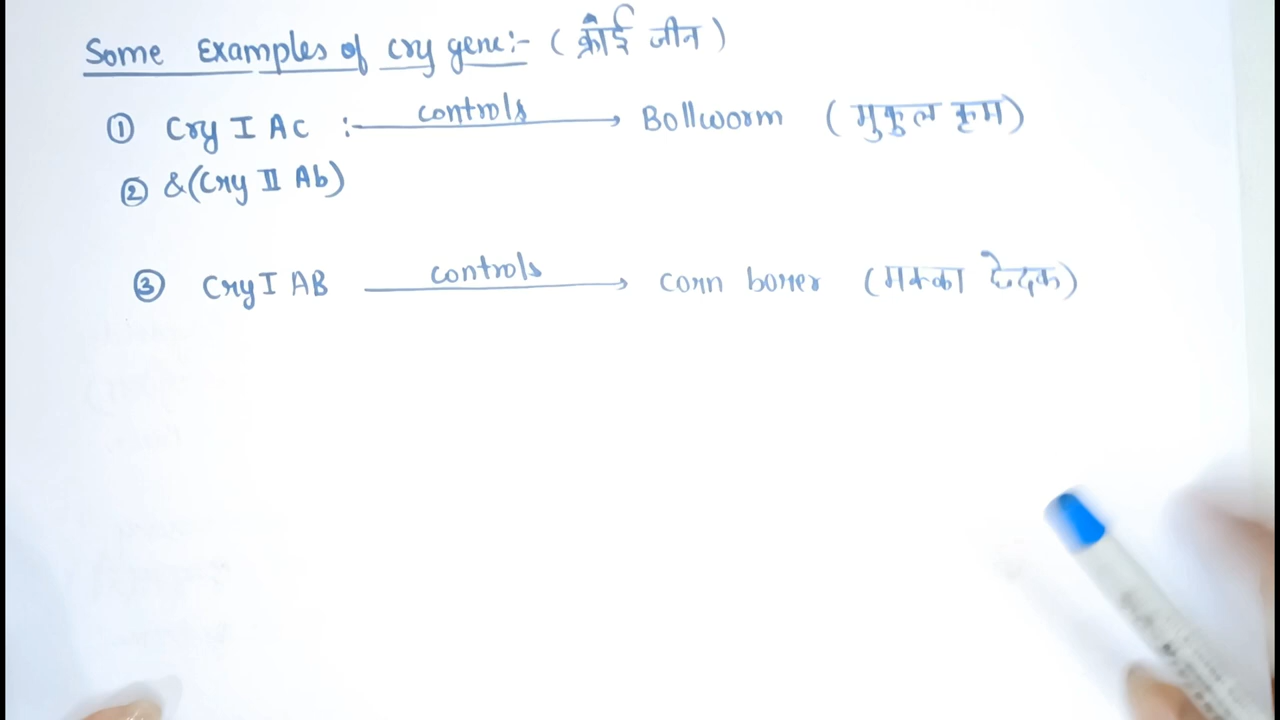 Some Examples of cry gene:- (क्राई जीन)
① Cry I Ac :- controls → Bollworm (मुकुल कृम)
② &(Cry II Ab)
③ Cry I AB controls → Corn borer (मक्का छेदक)